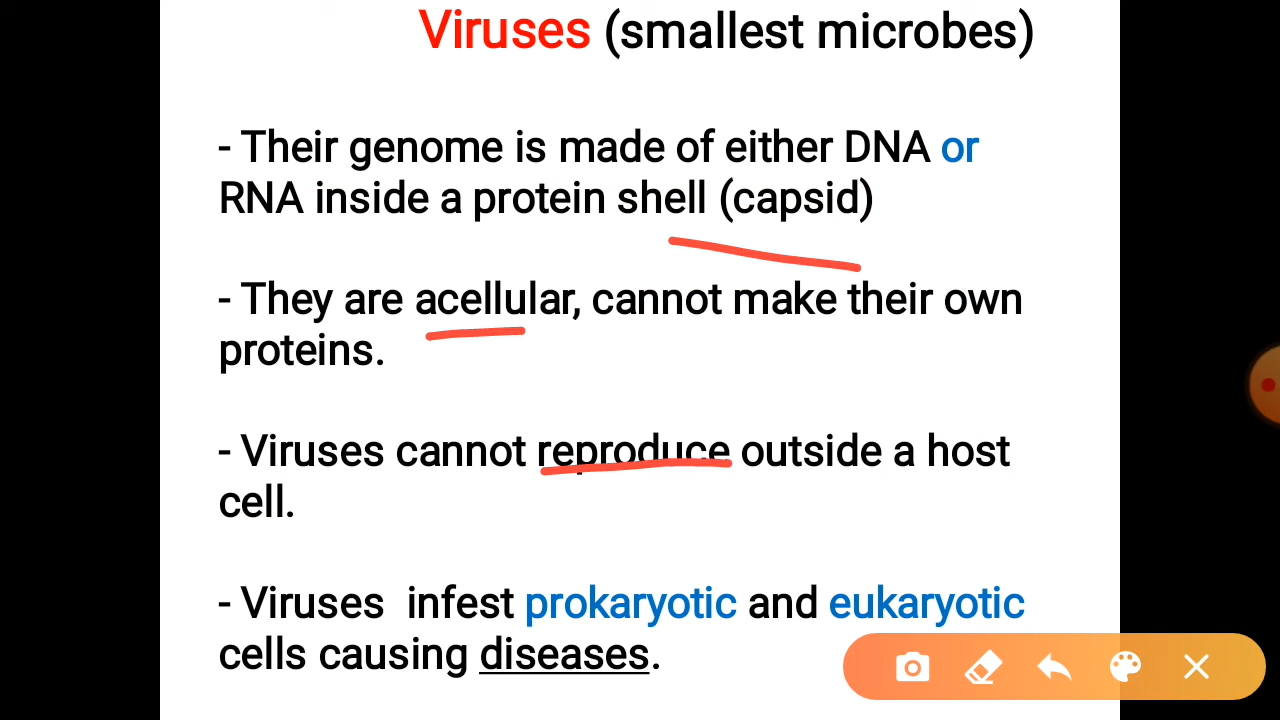 Viruses (smallest microbes)
- Their genome is made of either DNA or
RNA inside a protein shell (capsid)
- They are acellular, cannot make their own
proteins.
- Viruses cannot reproduce outside a host
cell.
- Viruses infest prokaryotic and eukaryotic
cells causing diseases.